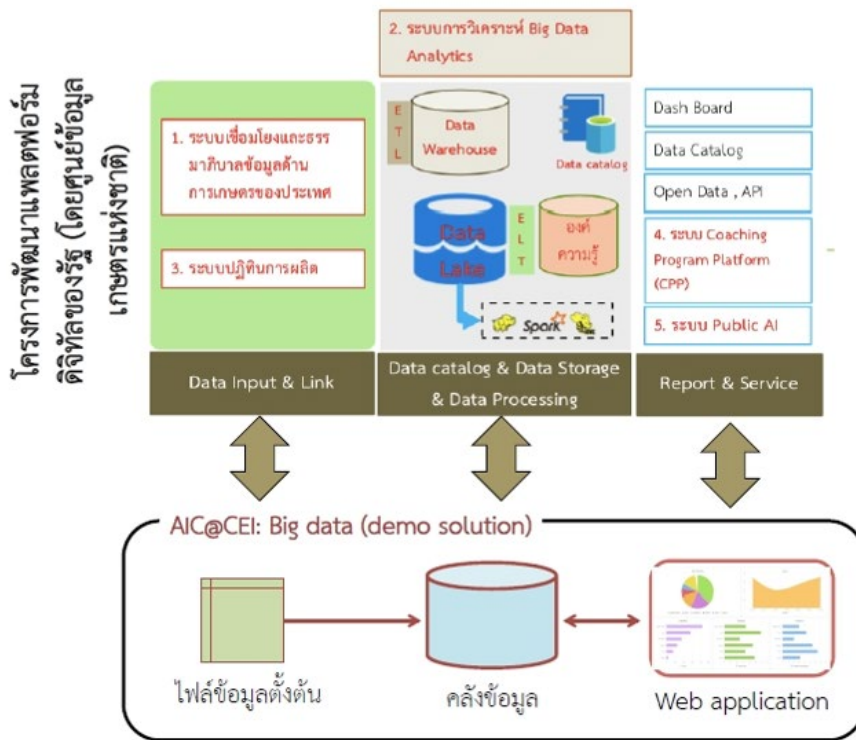 โครงการพัฒนาแพลตฟอร์ม
ดิจิทัลของรัฐ (โดยศูนย์ข้อมูล
เกษตรแห่งชาติ)
2. ระบบการวิเคราะห์ Big Data
Analytics
1. ระบบเชื่อมโยงและธรร
มาภิบาลข้อมูลด้าน
การเกษตรของประเทศ
3. ระบบปฏิทินการผลิต
Data Input & Link
E
T
L
Data
Warehouse
Data catalog
Data
Lake
E
L
T
องค์
ความรู้
Spark
Data catalog & Data Storage
& Data Processing
Dash Board
Data Catalog
Open Data , API
4. ระบบ Coaching
Program Platform
(CPP)
5. ระบบ Public AI
Report & Service
AIC@CEI: Big data (demo solution)
ไฟล์ข้อมูลตั้งต้น
คลังข้อมูล
Web application